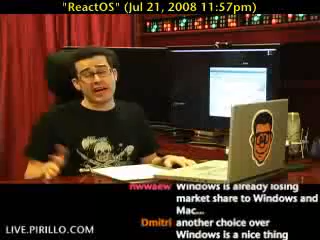 "ReactOS" (Jul 21, 2008 11:57pm)
nwwaew Windows is already losing
market share to Windows and
Mac...
Dmitri another choice over
Windows is a nice thing
LIVE.PIRILLO.COM